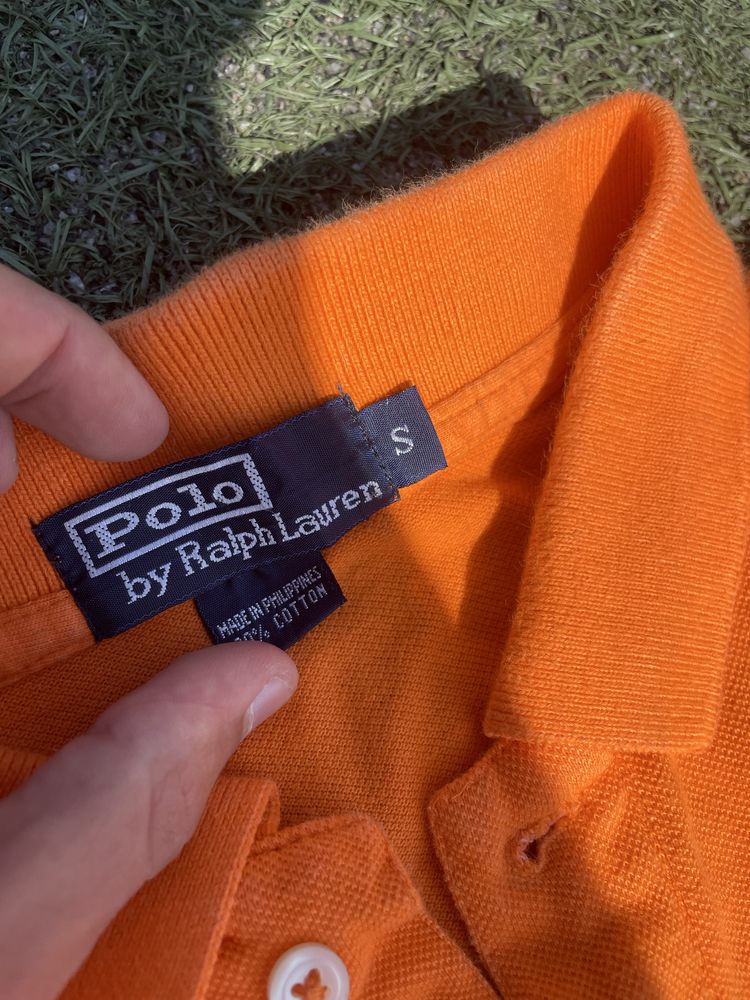 Polo
by Ralph Lauren
S
MADE IN PHILIPPINES
COTTON